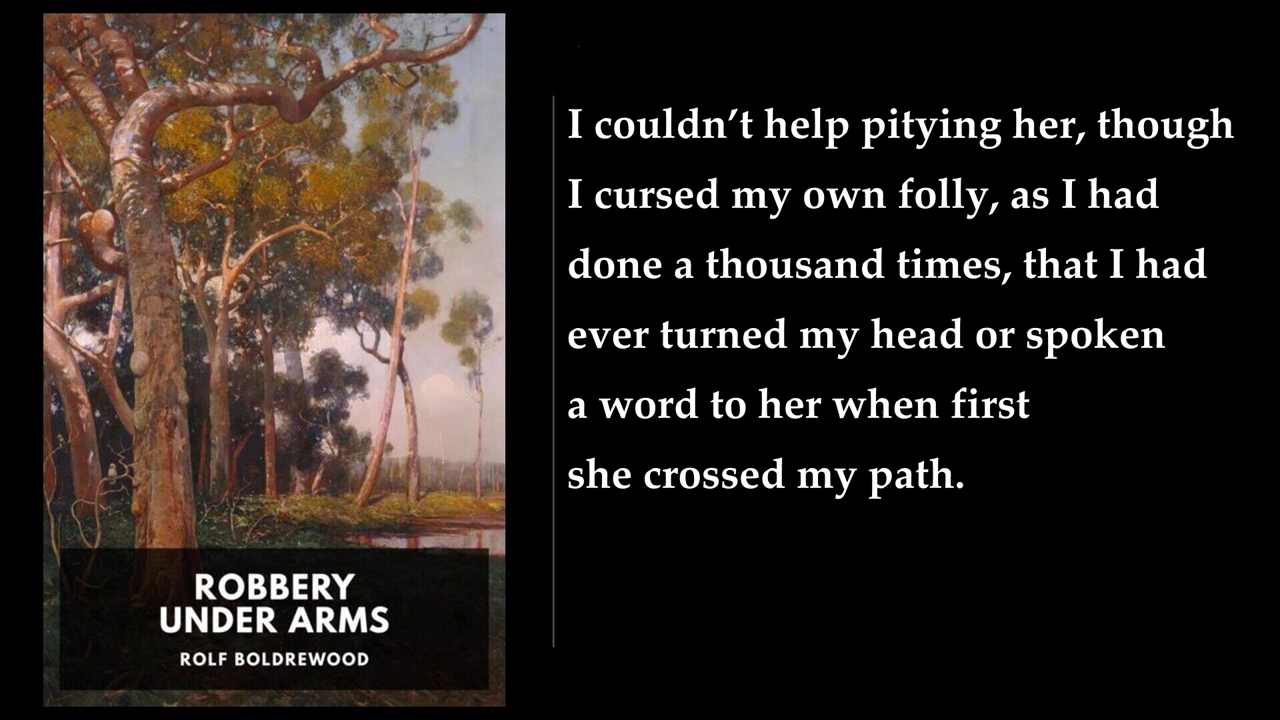 ROBBERY
UNDER ARMS
ROLF BOLDREWOOD
I couldn’t help pitying her, though
I cursed my own folly, as I had
done a thousand times, that I had
ever turned my head or spoken
a word to her when first
she crossed my path.